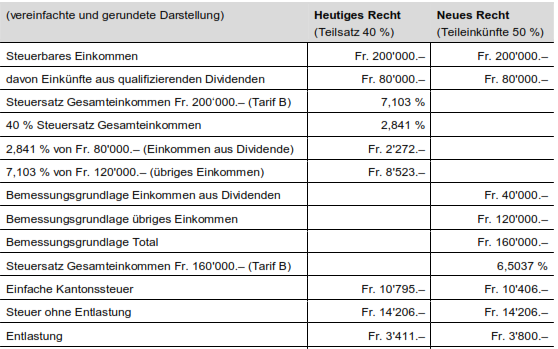 (vereinfachte und gerundete Darstellung) Heutiges Recht Neues Recht
(Teilsatz 40 %) (Teileinkünfte 50 %)
Steuerbares Einkommen Fr. 200'000.– Fr. 200'000.–
davon Einkünfte aus qualifizierenden Dividenden Fr. 80'000.– Fr. 80'000.–
Steuersatz Gesamteinkommen Fr. 200'000.– (Tarif B) 7,103 %
40 % Steuersatz Gesamteinkommen 2,841 %
2,841 % von Fr. 80'000.– (Einkommen aus Dividende) Fr. 2'272.–
7,103 % von Fr. 120'000.– (übriges Einkommen) Fr. 8'523.–
Bemessungsgrundlage Einkommen aus Dividenden Fr. 40'000.–
Bemessungsgrundlage übriges Einkommen Fr. 120'000.–
Bemessungsgrundlage Total Fr. 160'000.–
Steuersatz Gesamteinkommen Fr. 160'000.– (Tarif B) 6,5037 %
Einfache Kantonssteuer Fr. 10'795.– Fr. 10'406.–
Steuer ohne Entlastung Fr. 14'206.– Fr. 14'206.–
Entlastung Fr. 3'411.– Fr. 3'800.–